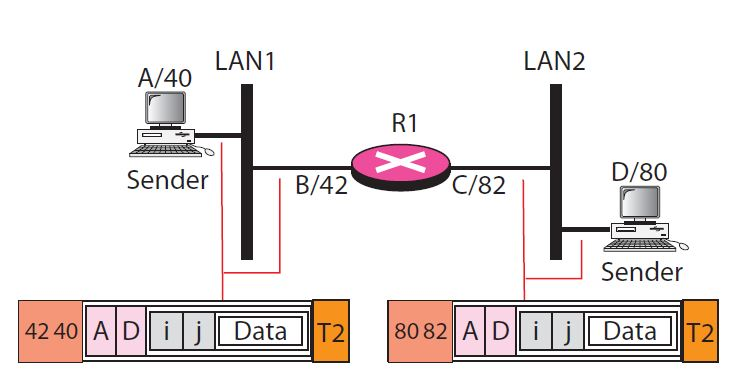 LAN1
LAN2
A/40
R1
D/80
Sender
B/42
C/82
Sender
42 40 A D i j Data T2
80 82 A D i j Data T2